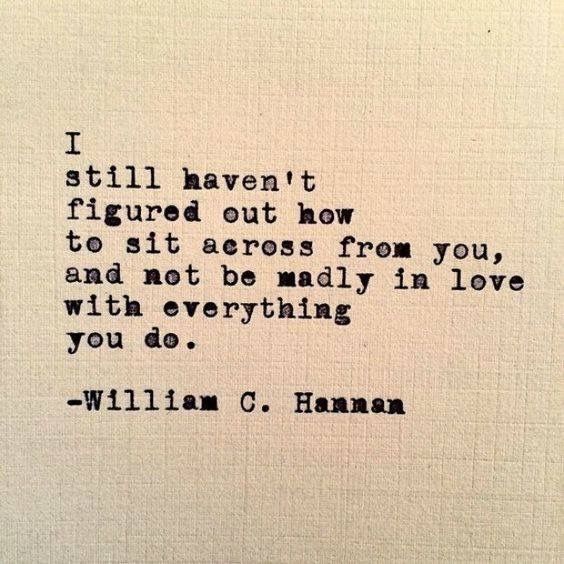 I
still haven't
figured out how
to sit across from you,
and not be madly in love
with everything
you do.
-William C. Hannan